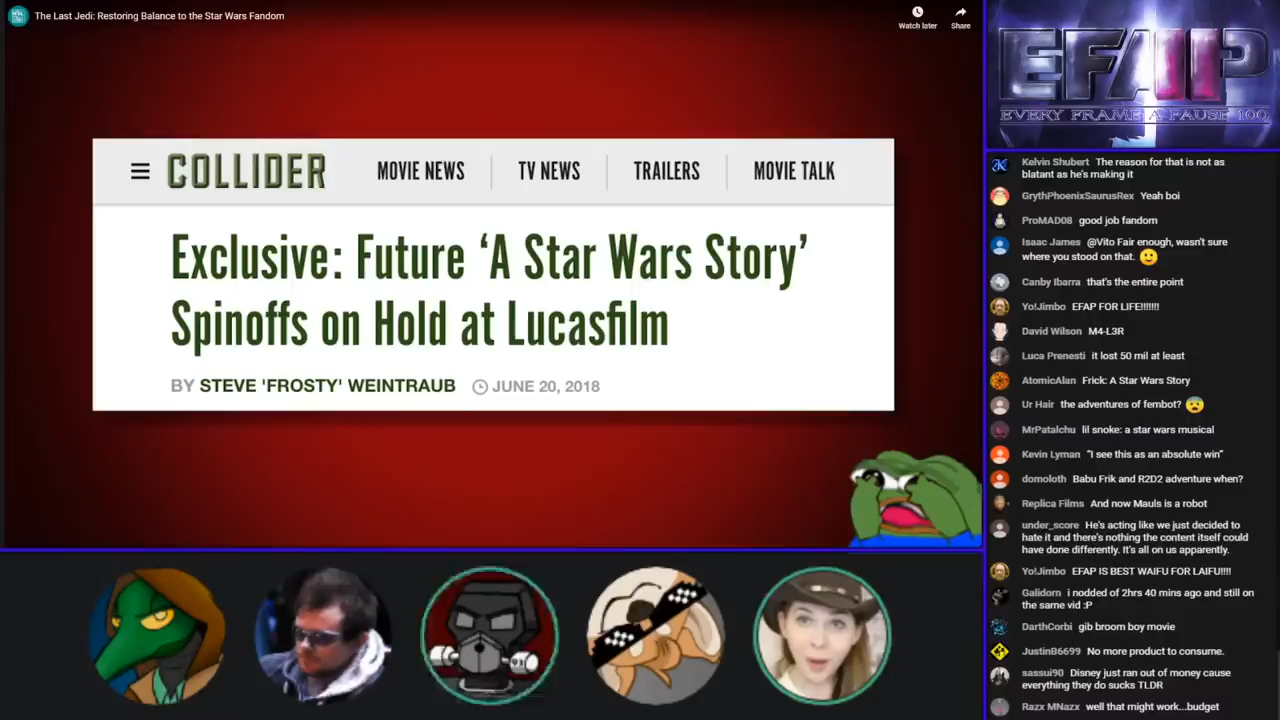 The Last Jedi: Restoring Balance to the Star Wars Fandom
Watch later
Share
COLLIDER
MOVIE NEWS
TV NEWS
TRAILERS
MOVIE TALK
Exclusive: Future ‘A Star Wars Story’
Spinoffs on Hold at Lucasfilm
BY STEVE 'FROSTY' WEINTRAUB
JUNE 20, 2018
EFAP
EVERY FRAME A PAUSE 100
Kelvin Shubert The reason for that is not as
blatant as he's making it
GrythPhoenixSaurusRex Yeah boi
ProMAD08 good job fandom
Isaac James @Vito Fair enough, wasn't sure
where you stood on that. 🙂
Canby Ibarra that's the entire point
Yo!Jimbo EFAP FOR LIFE!!!!!!!
David Wilson M4-L3R
Luca Prenesti it lost 50 mil at least
AtomicAlan Frick: A Star Wars Story
Ur Hair the adventures of fembot? 😨
MrPatalchu lil snoke: a star wars musical
Kevin Lyman “I see this as an absolute win”
domoloth Babu Frik and R2D2 adventure when?
Replica Films And now Mauls is a robot
under_score He's acting like we just decided to
hate it and there's nothing the content itself could
have done differently. It's all on us apparently.
Yo!Jimbo EFAP IS BEST WAIFU FOR LAIFU!!!!
Galidorn i nodded of 2hrs 40 mins ago and still on
the same vid :P
DarthCorbi gib broom boy movie
JustinB6699 No more product to consume.
sassui90 Disney just ran out of money cause
everything they do sucks TLDR
Razx MNazx well that might work...budget